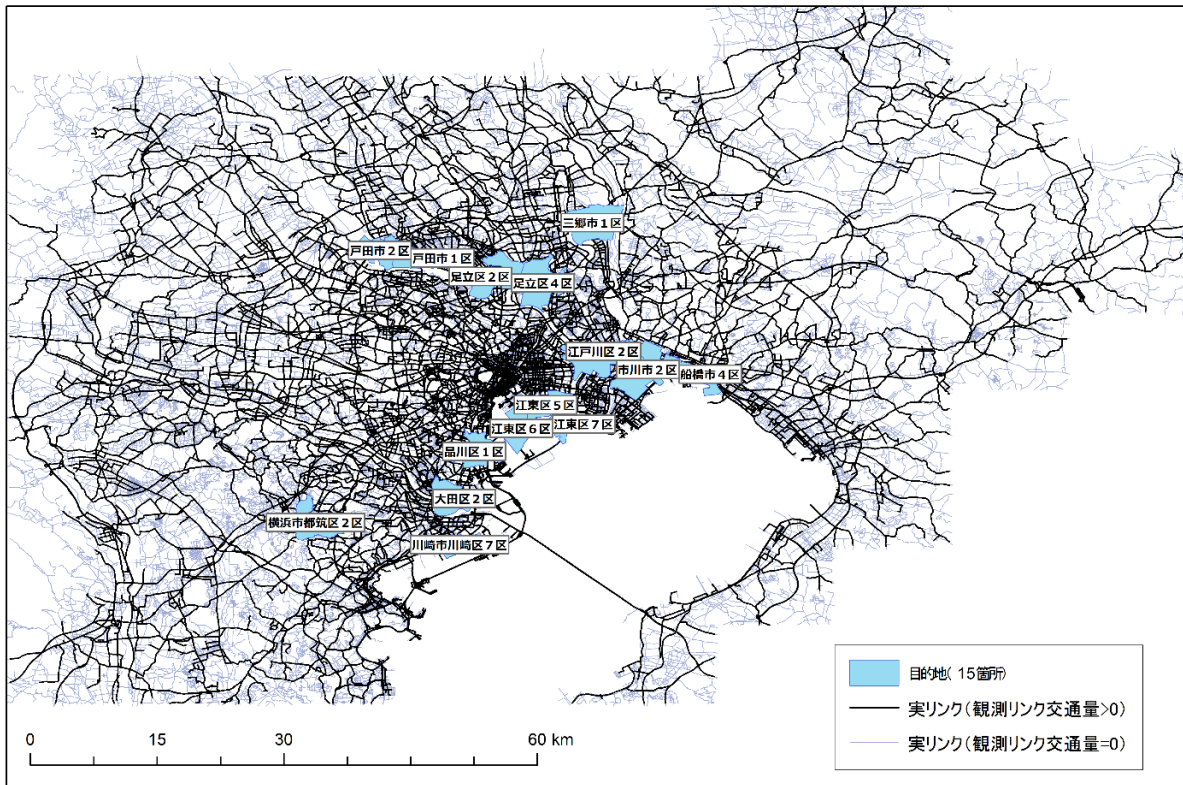 三郷市１区
戸田市２区
戸田市１区
足立区２区
足立区４区
江戸川区２区
市川市２区
船橋市４区
江東区５区
江東区６区
江東区７区
品川区１区
大田区２区
横浜市都筑区２区
川崎市川崎区７区
目的地( 15箇所)
実リンク(観測リンク交通量>0)
実リンク(観測リンク交通量=0)
0 15 30 60 km